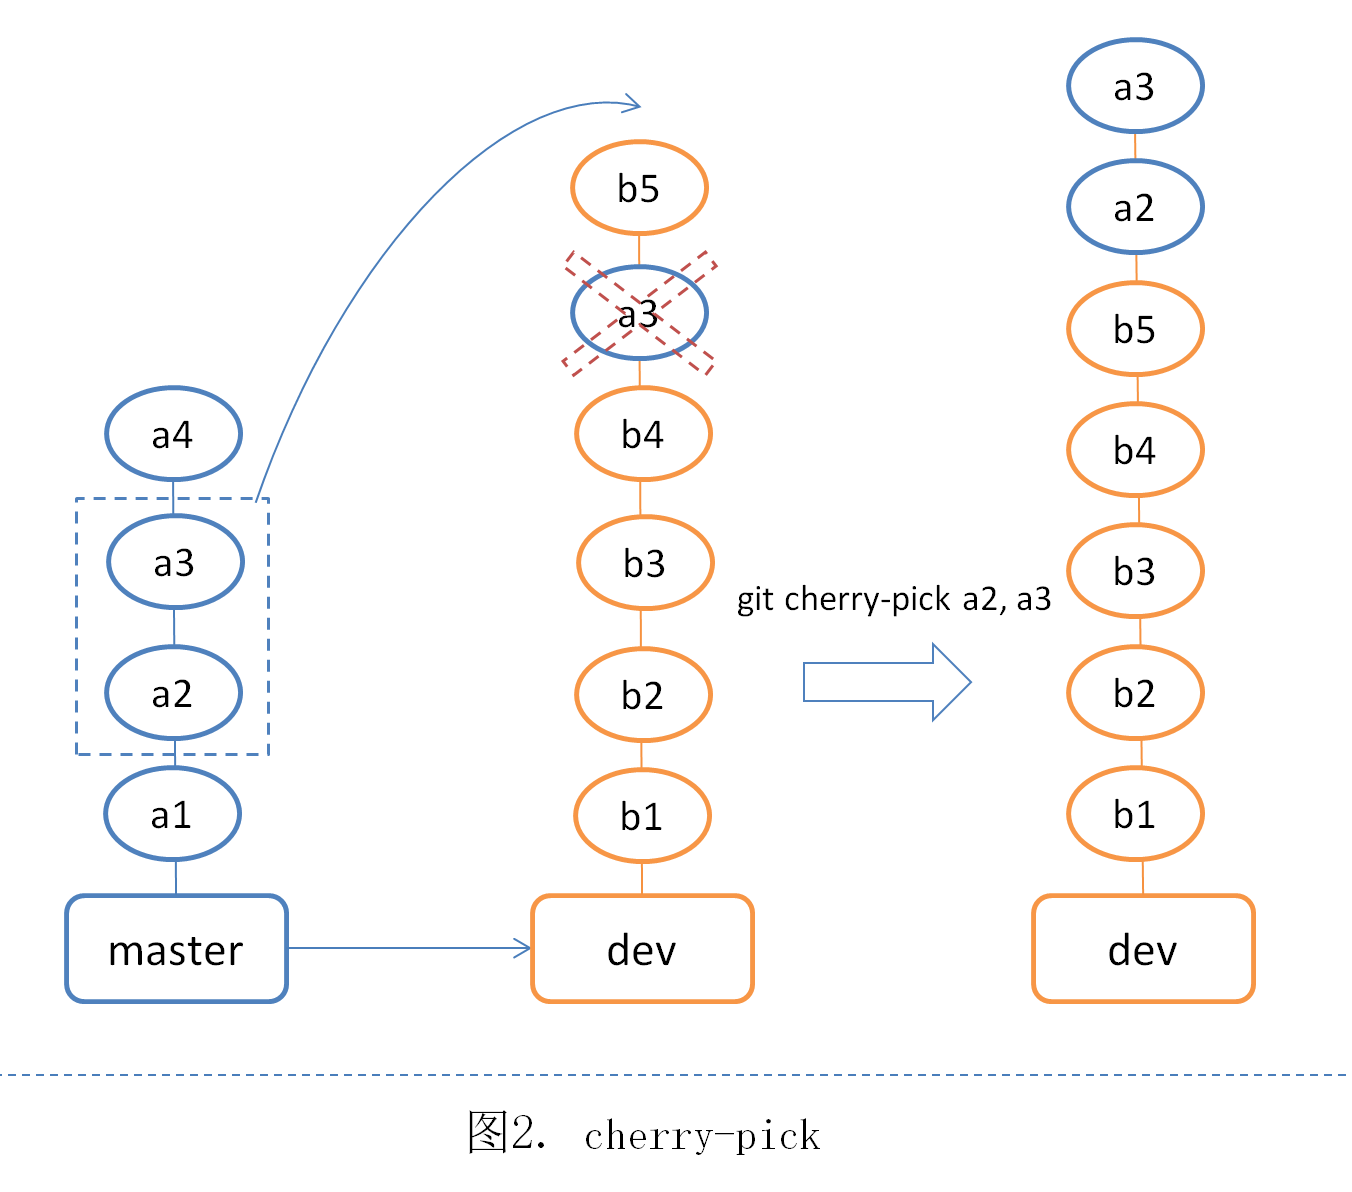 a4
a3
a2
a1
master
b5
a3
b4
b3
b2
b1
dev
git cherry-pick a2, a3
a3
a2
b5
b4
b3
b2
b1
dev
图2. cherry-pick